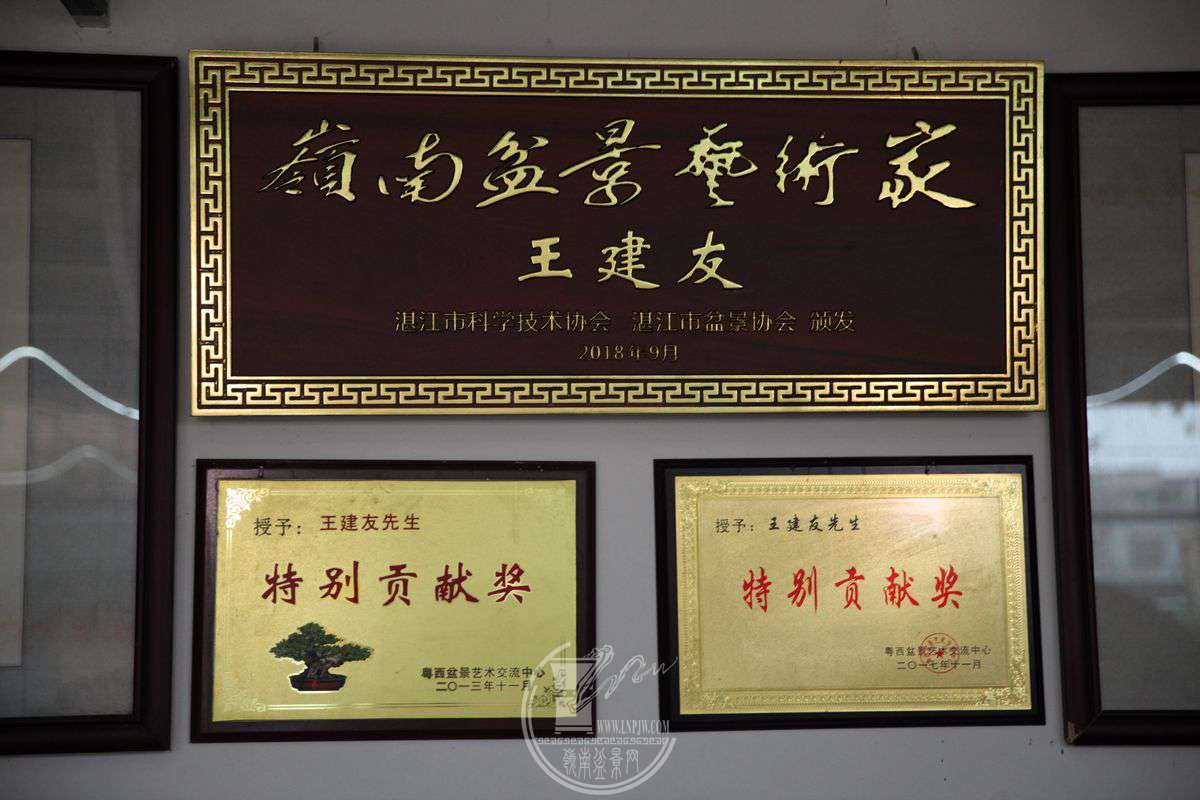 嶺南盆景藝術家
王建友
湛江市科学技术协会 湛江市盆景协会 颁发
2018年9月
授予：王建友先生
特别贡献奖
粤西盆景艺术交流中心
二〇一三年十一月
授予：王建友先生
特别贡献奖
粤西盆景艺术交流中心
二〇一七年十一月
WWW.LNPJW.COM
嶺南盆景网